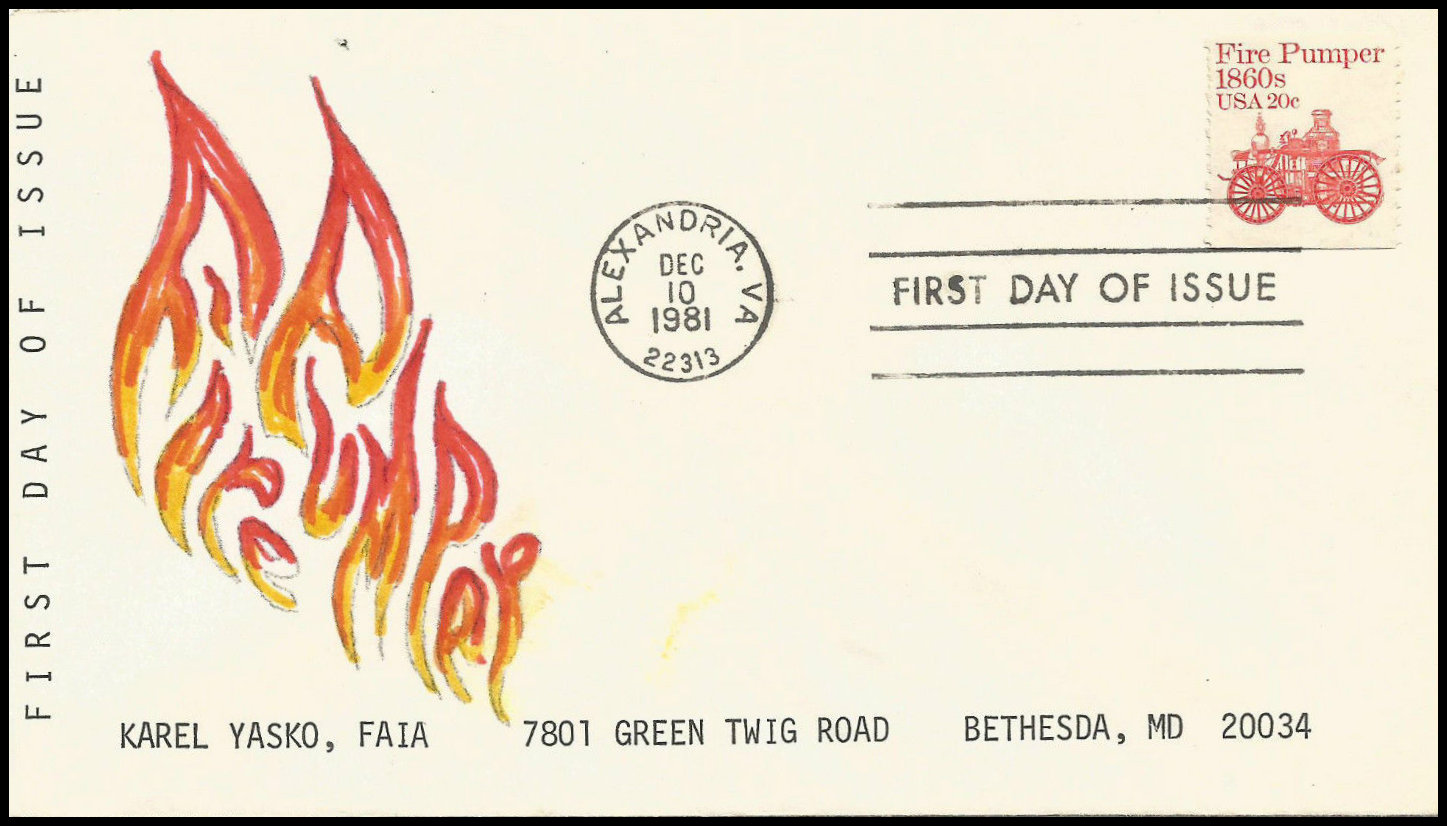 FIRST DAY OF ISSUE
Fire Pumper
1860s
USA 20c
ALEXANDRIA, VA
DEC
10
1981
22313
FIRST DAY OF ISSUE
Fire
Pumper
KAREL YASKO, FAIA 7801 GREEN TWIG ROAD BETHESDA, MD 20034